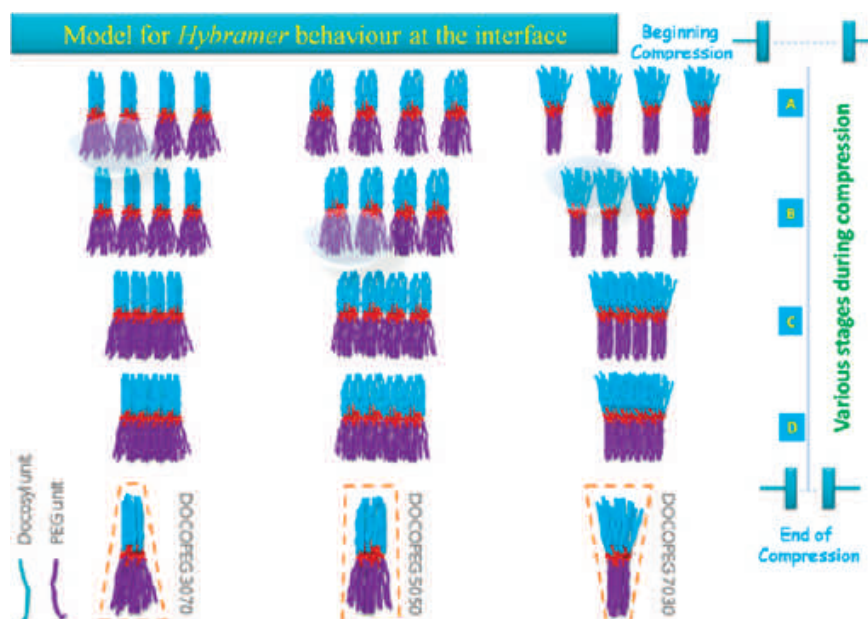 Model for Hybramer behaviour at the interface
Beginning
Compression
A
B
C
D
Various stages during compression
End of
Compression
Docosyl unit
PEG unit
DOCOPEG 3070
DOCOPEG 5050
DOCOPEG 7030